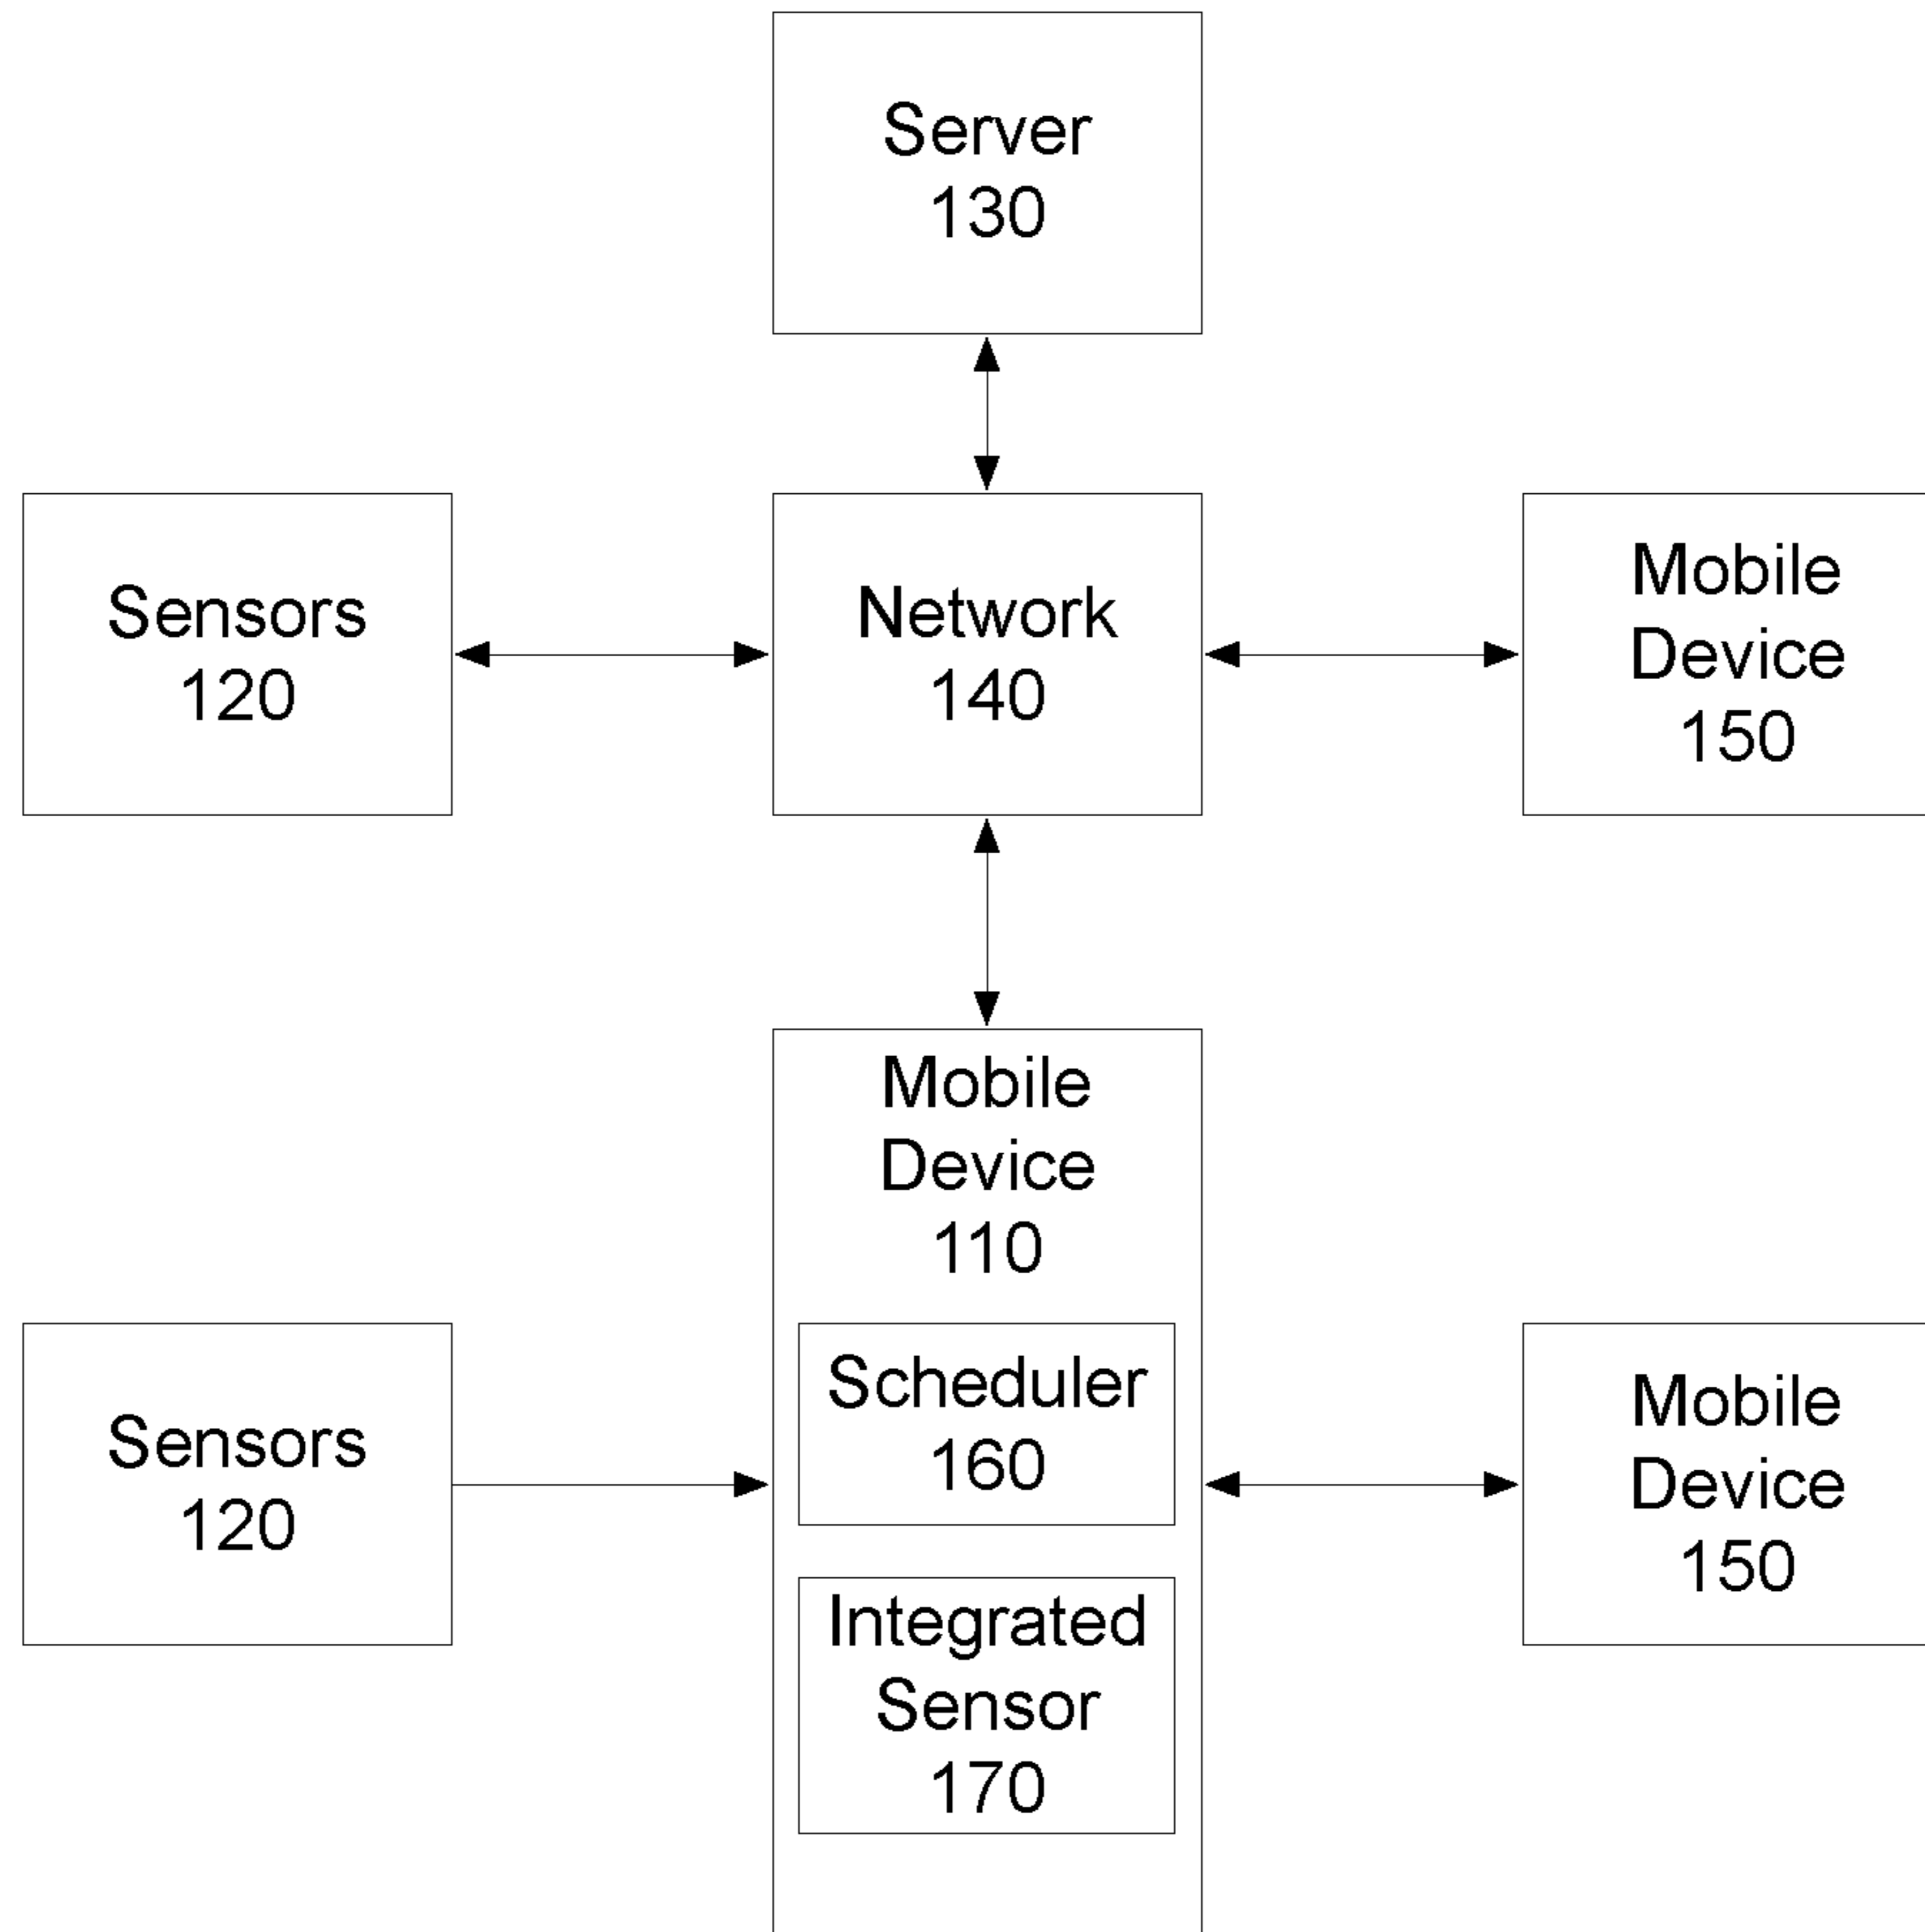 Server
130
Sensors
120
Network
140
Mobile
Device
150
Mobile
Device
110
Sensors
120
Scheduler
160
Integrated
Sensor
170
Mobile
Device
150